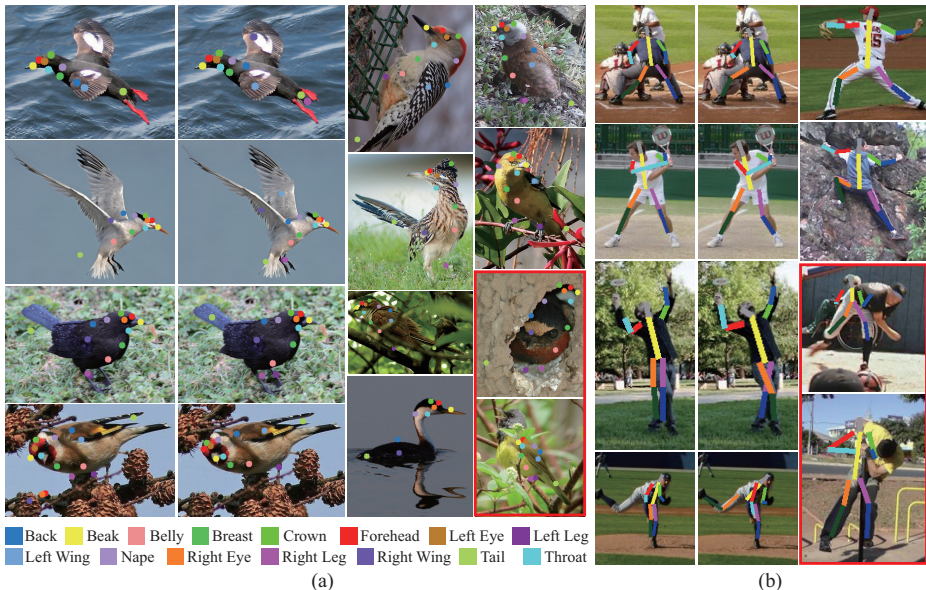 Back Beak Belly Breast Crown Forehead Left Eye Left Leg
Left Wing Nape Right Eye Right Leg Right Wing Tail Throat
(a) (b)